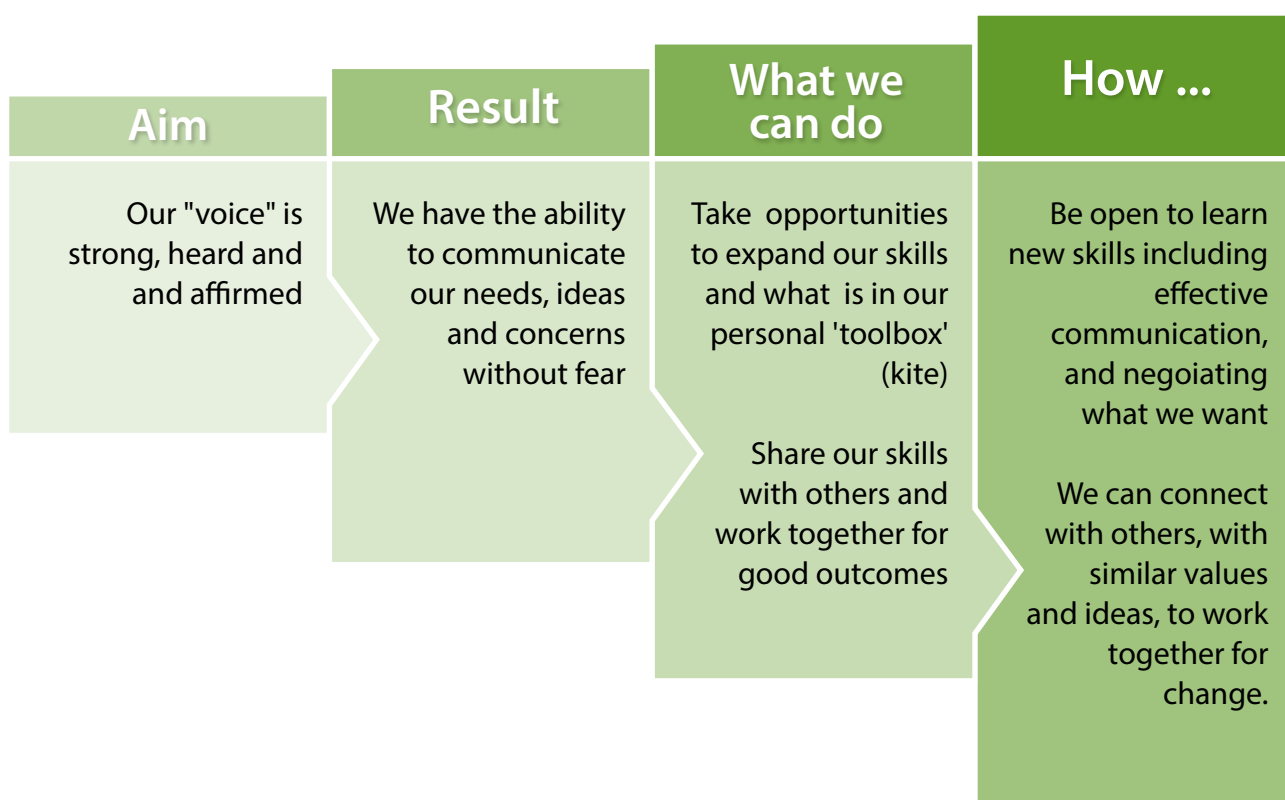 Aim
Our "voice" is
strong, heard and
and affirmed
Result
We have the ability
to communicate
our needs, ideas
and concerns
without fear
What we
can do
Take opportunities
to expand our skills
and what is in our
personal 'toolbox'
(kite)
Share our skills
with others and
work together for
good outcomes
How ...
Be open to learn
new skills including
effective
communication,
and negoiating
what we want
We can connect
with others, with
similar values
and ideas, to work
together for
change.